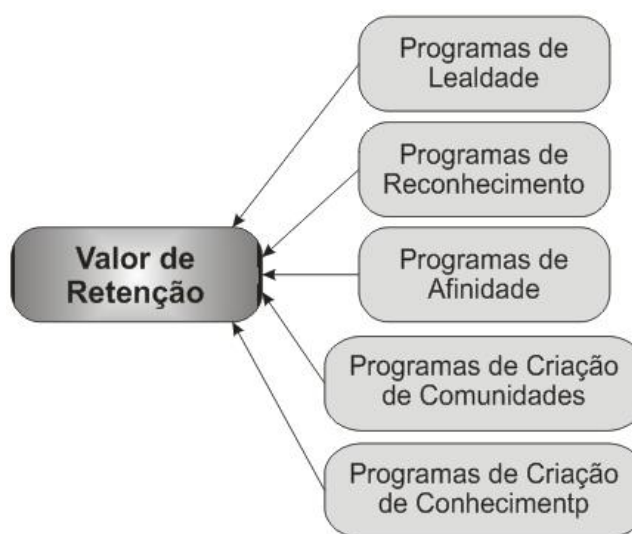 Programas de
Lealdade
Programas de
Reconhecimento
Valor de
Retenção
Programas de
Afinidade
Programas de Criação
de Comunidades
Programas de Criação
de Conhecimentp